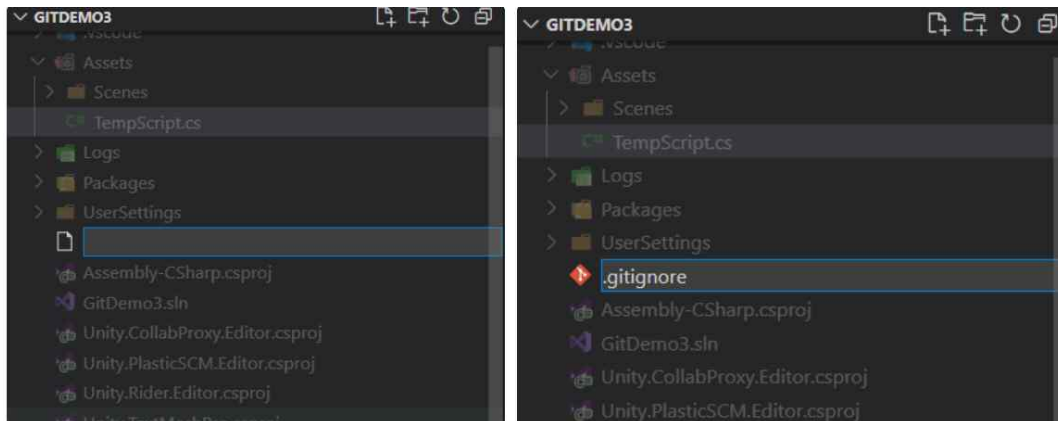 GITDEMO3
.vscode
Assets
Scenes
TempScript.cs
Logs
Packages
UserSettings
Assembly-CSharp.csproj
GitDemo3.sln
Unity.CollabProxy.Editor.csproj
Unity.PlasticSCM.Editor.csproj
Unity.Rider.Editor.csproj
GITDEMO3
.vscode
Assets
Scenes
TempScript.cs
Logs
Packages
UserSettings
.gitignore
Assembly-CSharp.csproj
GitDemo3.sln
Unity.CollabProxy.Editor.csproj
Unity.PlasticSCM.Editor.csproj